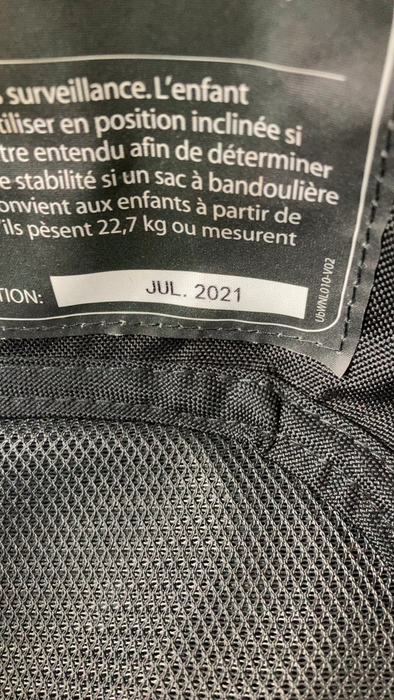 surveillance. L'enfant
utiliser en position inclinée si
tre entendu afin de déterminer
e stabilité si un sac à bandoulière
onvient aux enfants à partir de
'ils pèsent 22,7 kg ou mesurent
TION: JUL. 2021
UbWNL010-V02